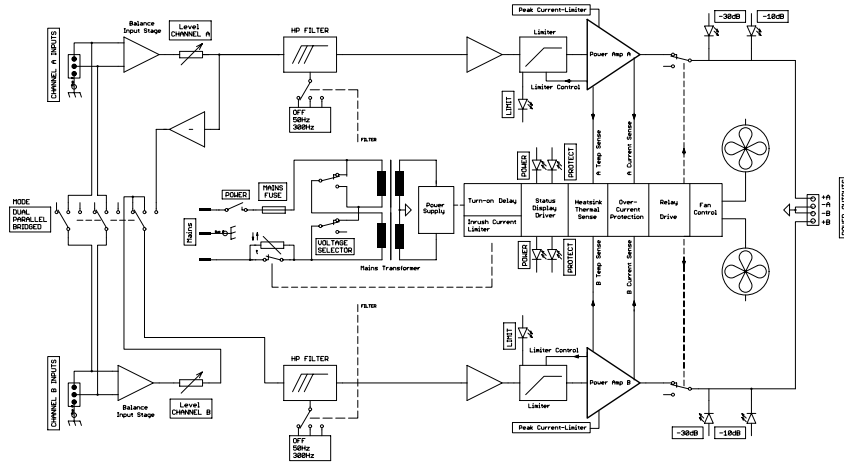 Peak Current-Limiter
-30dB
-10dB
Balance
Input Stage
Level
CHANNEL A
HP FILTER
Limiter
Power Amp A
CHANNEL A INPUTS
Limiter Control
LIMIT
OFF
50Hz
300Hz
FILTER
A Temp Sense
A Current Sense
POWER
PROTECT
MODE
DUAL
PARALLEL
BRIDGED
POWER
MAINS
FUSE
Mains
VOLTAGE
SELECTOR
Mains Transformer
Power
Supply
Turn-on Delay
Inrush Current
Limiter
Status
Display
Driver
Heatsink
Thermal
Sense
Over-
Current
Protection
Relay
Drive
Fan
Control
+A
-A
-B
+B
POWER OUTPUTS
POWER
PROTECT
B Temp Sense
B Current Sense
FILTER
LIMIT
Limiter Control
CHANNEL B INPUTS
HP FILTER
Balance
Input Stage
Level
CHANNEL B
Limiter
Power Amp B
Peak Current-Limiter
OFF
50Hz
300Hz
-30dB
-10dB